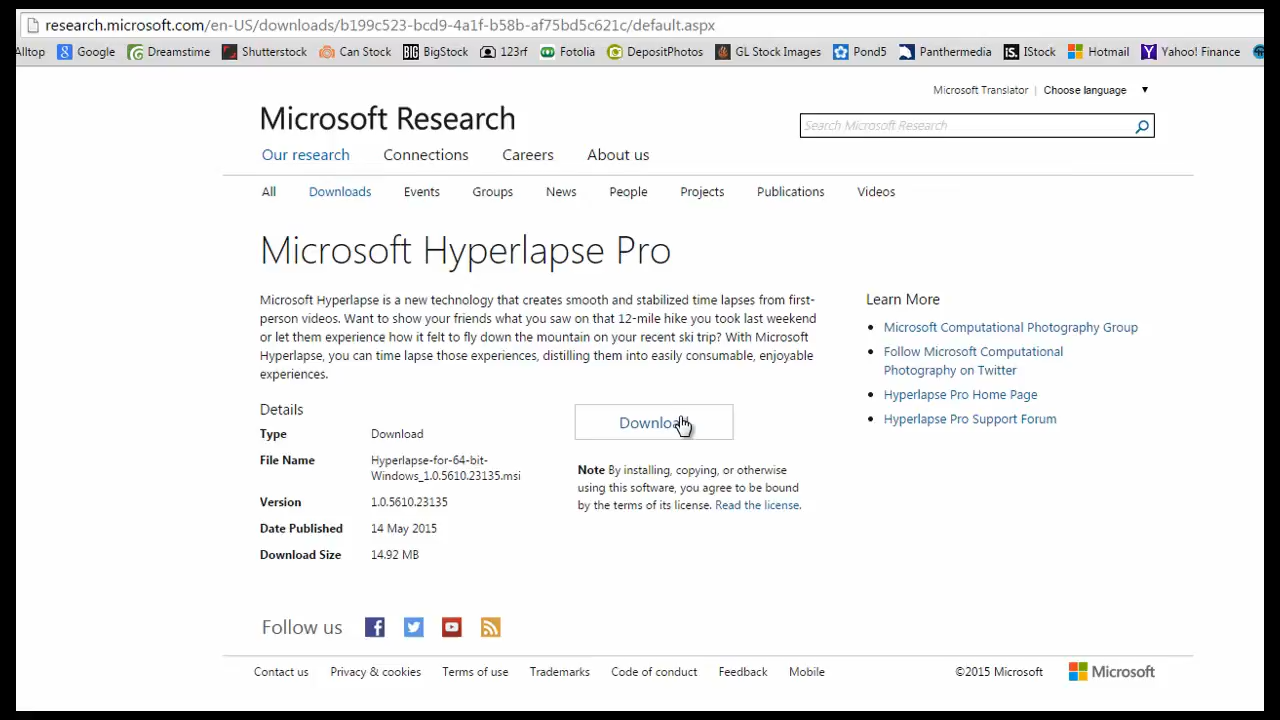 research.microsoft.com/en-US/downloads/b199c523-bcd9-4a1f-b58b-af75bd5c621c/default.aspx
Alltop Google Dreamstime Shutterstock Can Stock BigStock 123rf Fotolia DepositPhotos GL Stock Images Pond5 Panthermedia iStock Hotmail Yahoo! Finance
Microsoft Translator | Choose language
Microsoft Research
Search Microsoft Research
Our research Connections Careers About us
All Downloads Events Groups News People Projects Publications Videos
Microsoft Hyperlapse Pro
Microsoft Hyperlapse is a new technology that creates smooth and stabilized time lapses from first-
person videos. Want to show your friends what you saw on that 12-mile hike you took last weekend
or let them experience how it felt to fly down the mountain on your recent ski trip? With Microsoft
Hyperlapse, you can time lapse those experiences, distilling them into easily consumable, enjoyable
experiences.
Learn More
Microsoft Computational Photography Group
Follow Microsoft Computational
Photography on Twitter
Hyperlapse Pro Home Page
Hyperlapse Pro Support Forum
Details
Type Download
File Name Hyperlapse-for-64-bit-
Windows_1.0.5610.23135.msi
Version 1.0.5610.23135
Date Published 14 May 2015
Download Size 14.92 MB
Download
Note By installing, copying, or otherwise
using this software, you agree to be bound
by the terms of its license. Read the license.
Follow us
Contact us Privacy & cookies Terms of use Trademarks Code of conduct Feedback Mobile ©2015 Microsoft Microsoft